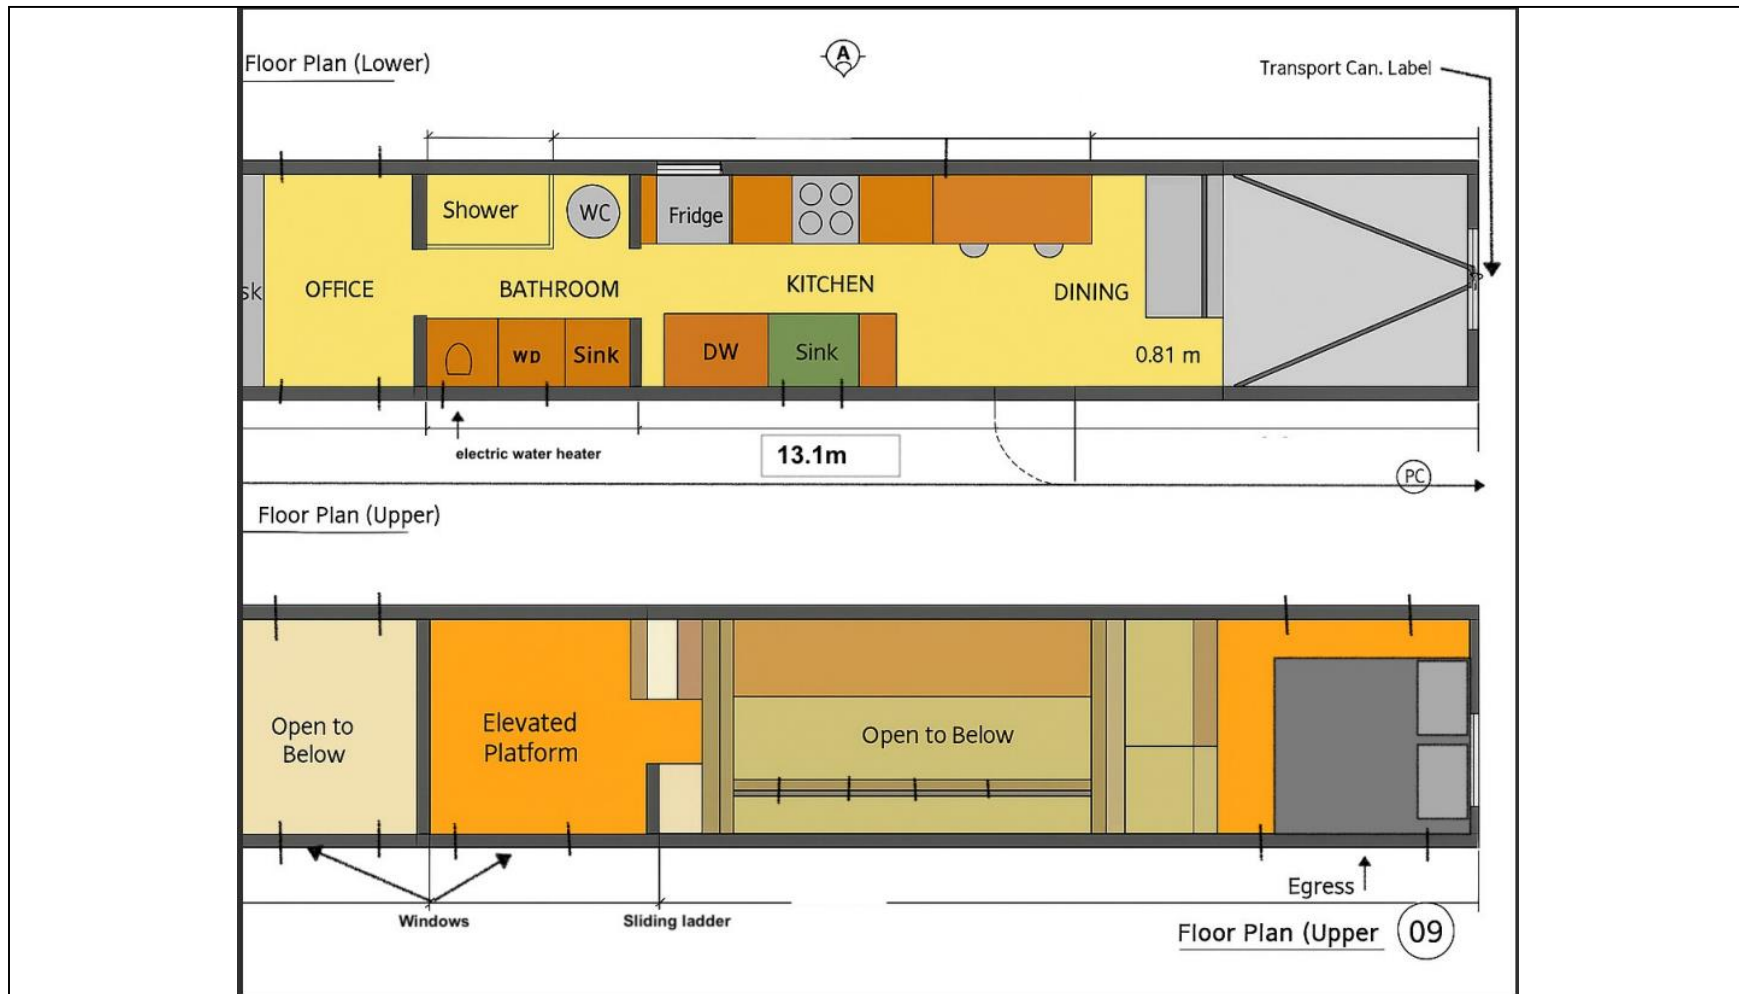 Floor Plan (Lower)
A
Transport Can. Label
Shower
WC
Fridge
sk
OFFICE
BATHROOM
KITCHEN
DINING
WD
Sink
DW
Sink
0.81 m
electric water heater
13.1m
PC
Floor Plan (Upper)
Open to
Below
Elevated
Platform
Open to Below
Egress
Windows
Sliding ladder
Floor Plan (Upper
09